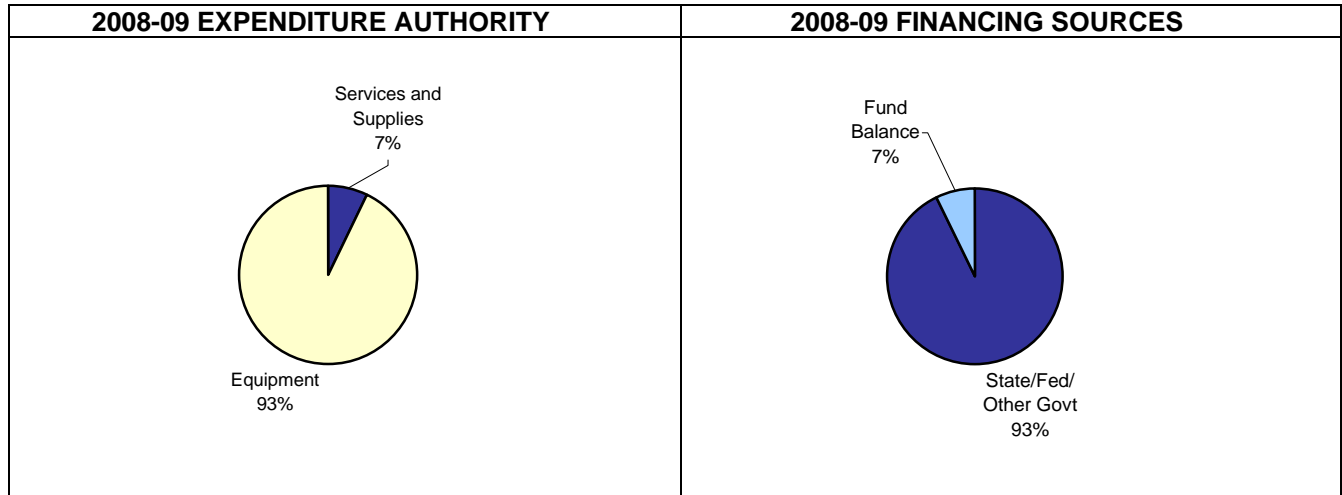 2008-09 EXPENDITURE AUTHORITY
2008-09 FINANCING SOURCES
Services and
Supplies
7%
Equipment
93%
Fund
Balance
7%
State/Fed/
Other Govt
93%